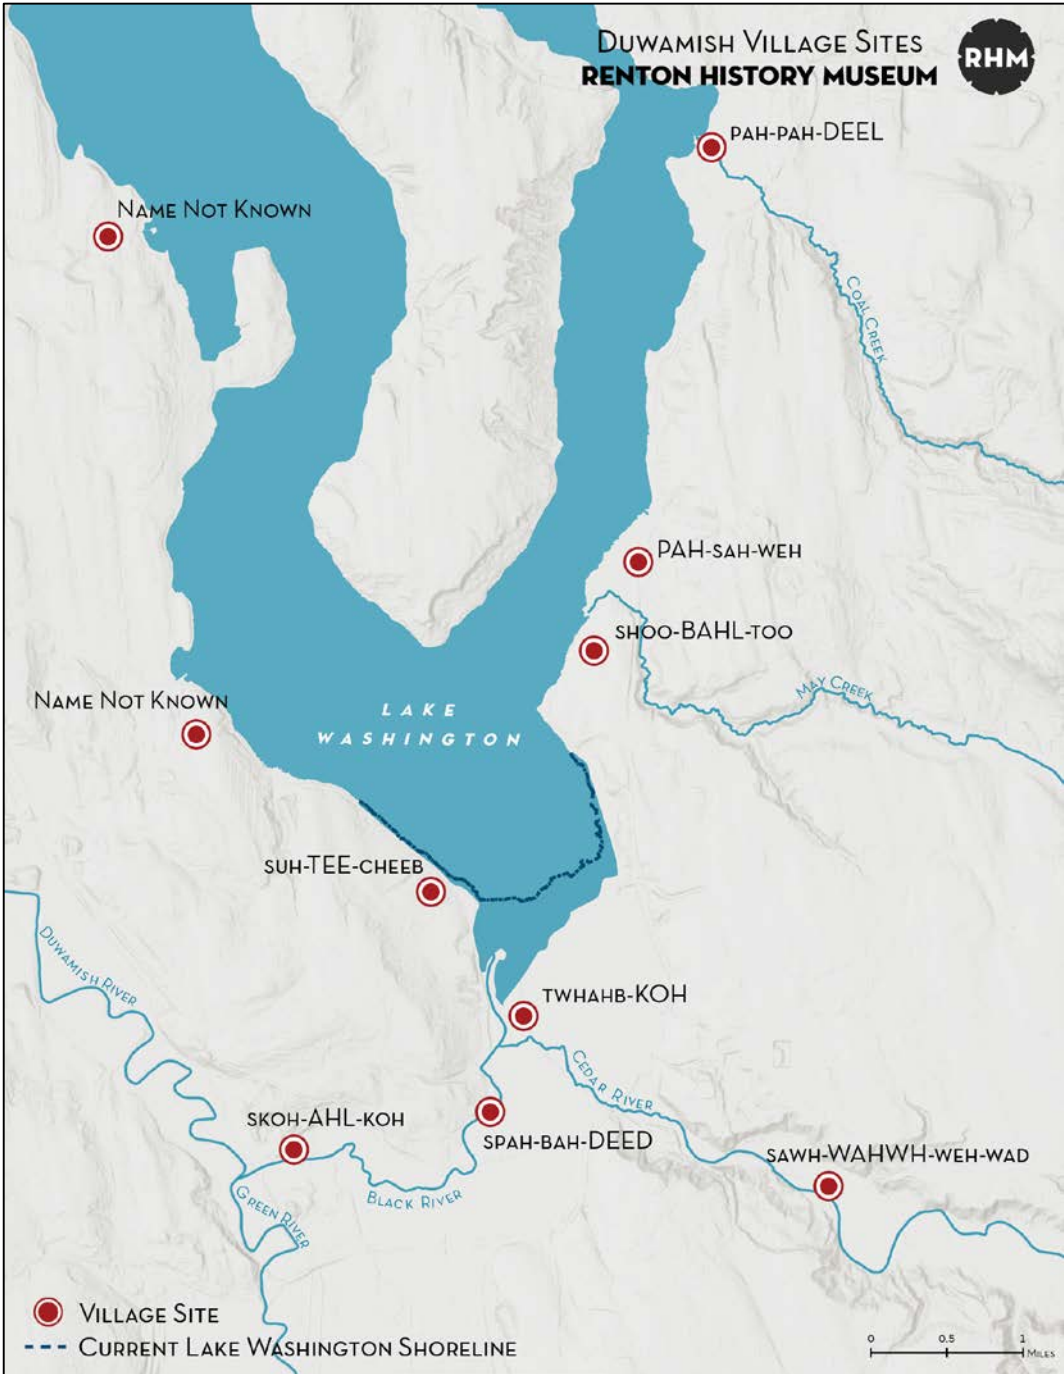 DUWAMISH VILLAGE SITES
RENTON HISTORY MUSEUM
RHM
PAH-PAH-DEEL
NAME NOT KNOWN
COAL CREEK
PAH-SAH-WEH
SHOO-BAHL-TOO
MAY CREEK
NAME NOT KNOWN
LAKE
WASHINGTON
SUH-TEE-CHEEB
DUWAMISH RIVER
TWHAHB-KOH
CEDAR RIVER
SKOH-AHL-KOH
SPAH-BAH-DEED
SAWH-WAHWH-WEH-WAD
BLACK RIVER
GREEN RIVER
VILLAGE SITE
CURRENT LAKE WASHINGTON SHORELINE
0 0.5 1
MILES